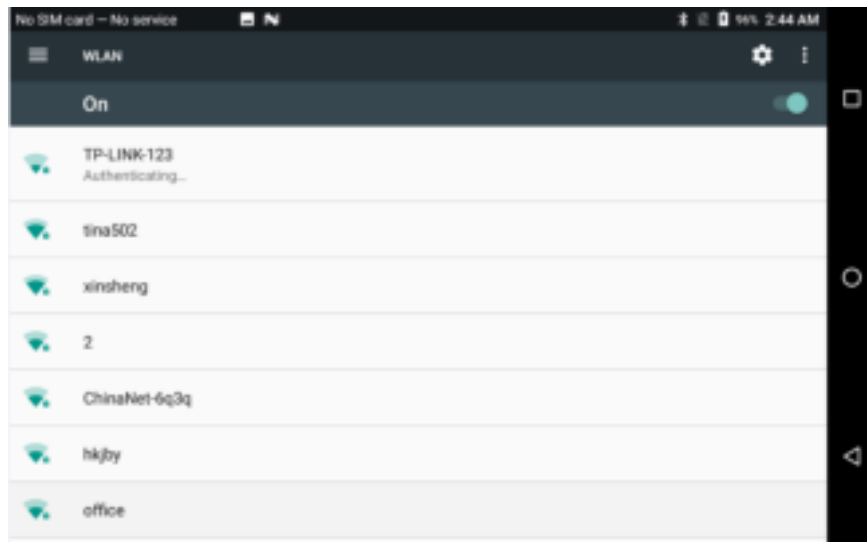 No SIM card – No service 96% 2:44 AM
WLAN
On
TP-LINK-123
Authenticating...
tina502
xinsheng
2
ChinaNet-6q3q
hkjby
office